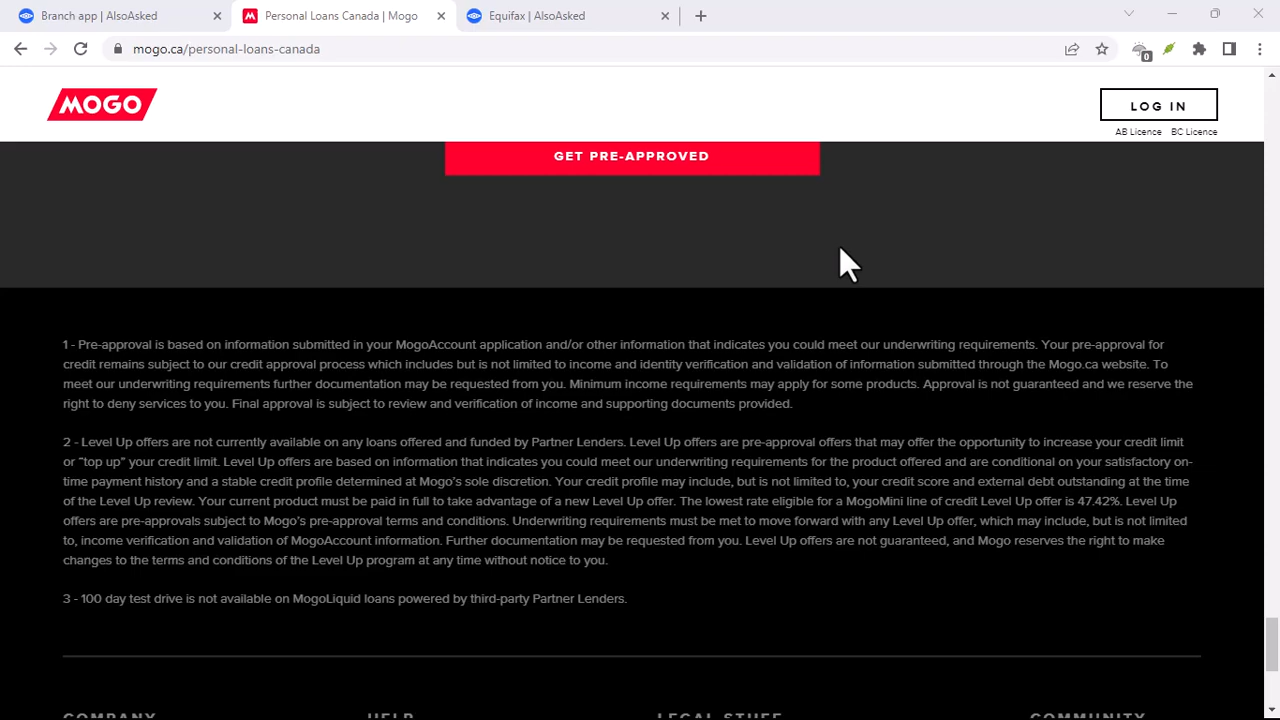 Branch app | AlsoAsked
Personal Loans Canada | Mogo
Equifax | AlsoAsked
mogo.ca/personal-loans-canada
0
MOGO
LOG IN
AB Licence BC Licence
GET PRE-APPROVED
1 - Pre-approval is based on information submitted in your MogoAccount application and/or other information that indicates you could meet our underwriting requirements. Your pre-approval for
credit remains subject to our credit approval process which includes but is not limited to income and identity verification and validation of information submitted through the Mogo.ca website. To
meet our underwriting requirements further documentation may be requested from you. Minimum income requirements may apply for some products. Approval is not guaranteed and we reserve the
right to deny services to you. Final approval is subject to review and verification of income and supporting documents provided.
2 - Level Up offers are not currently available on any loans offered and funded by Partner Lenders. Level Up offers are pre-approval offers that may offer the opportunity to increase your credit limit
or "top up" your credit limit. Level Up offers are based on information that indicates you could meet our underwriting requirements for the product offered and are conditional on your satisfactory on-
time payment history and a stable credit profile determined at Mogo's sole discretion. Your credit profile may include, but is not limited to, your credit score and external debt outstanding at the time
of the Level Up review. Your current product must be paid in full to take advantage of a new Level Up offer. The lowest rate eligible for a MogoMini line of credit Level Up offer is 47.42%. Level Up
offers are pre-approvals subject to Mogo's pre-approval terms and conditions. Underwriting requirements must be met to move forward with any Level Up offer, which may include, but is not limited
to, income verification and validation of MogoAccount information. Further documentation may be requested from you. Level Up offers are not guaranteed, and Mogo reserves the right to make
changes to the terms and conditions of the Level Up program at any time without notice to you.
3 - 100 day test drive is not available on MogoLiquid loans powered by third-party Partner Lenders.
COMPANY HELP LEGAL STUFF COMMUNITY